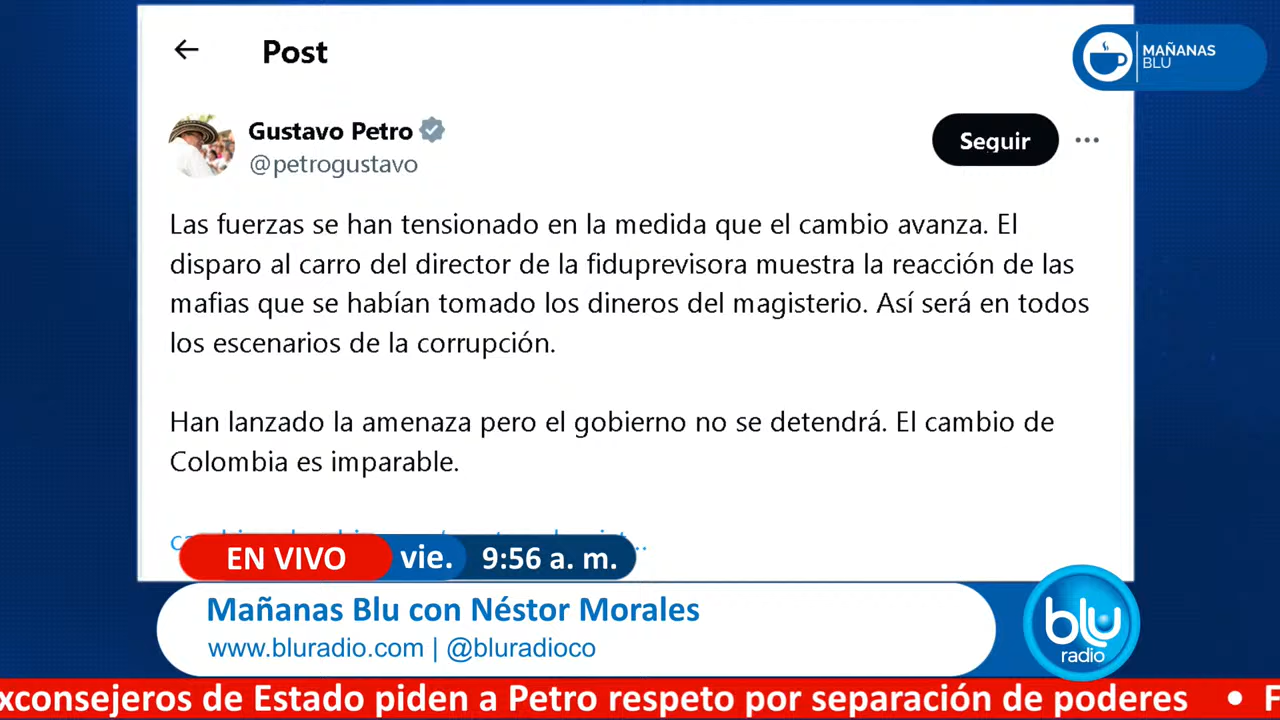 Post
MAÑANAS
BLU
Gustavo Petro
@petrogustavo
Seguir
Las fuerzas se han tensionado en la medida que el cambio avanza. El
disparo al carro del director de la fiduprevisora muestra la reacción de las
mafias que se habían tomado los dineros del magisterio. Así será en todos
los escenarios de la corrupción.
Han lanzado la amenaza pero el gobierno no se detendrá. El cambio de
Colombia es imparable.
EN VIVO vie. 9:56 a. m.
Mañanas Blu con Néstor Morales
www.bluradio.com | @bluradioco
blu
radio
xconsejeros de Estado piden a Petro respeto por separación de poderes • F